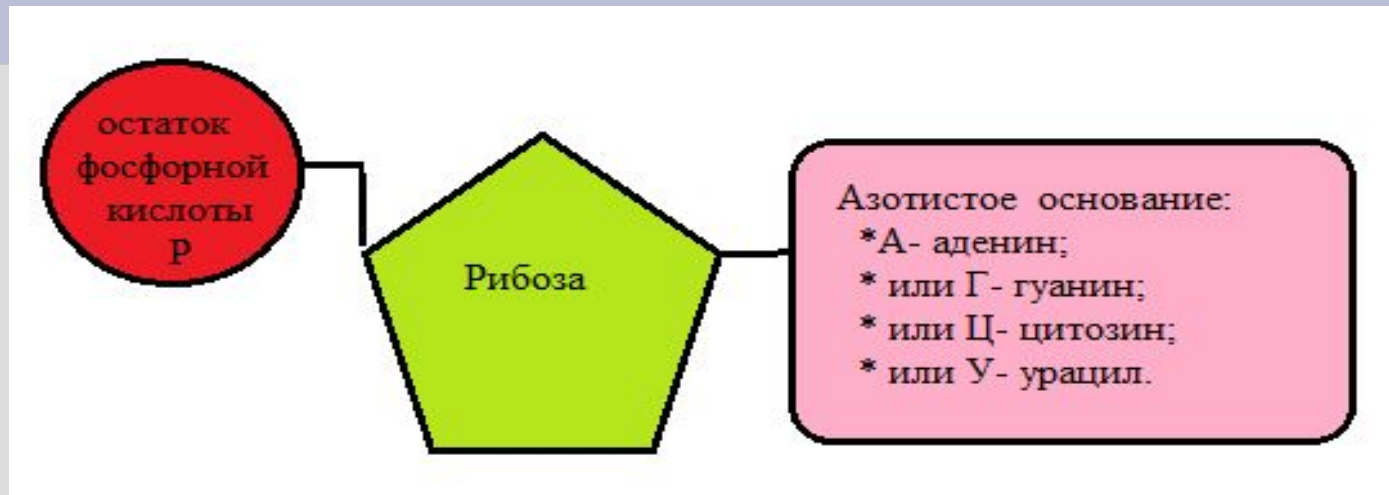 остаток
фосфорной
кислоты
Р
Рибоза
Азотистое основание:
*А- аденин;
* или Г- гуанин;
* или Ц- цитозин;
* или У- урацил.